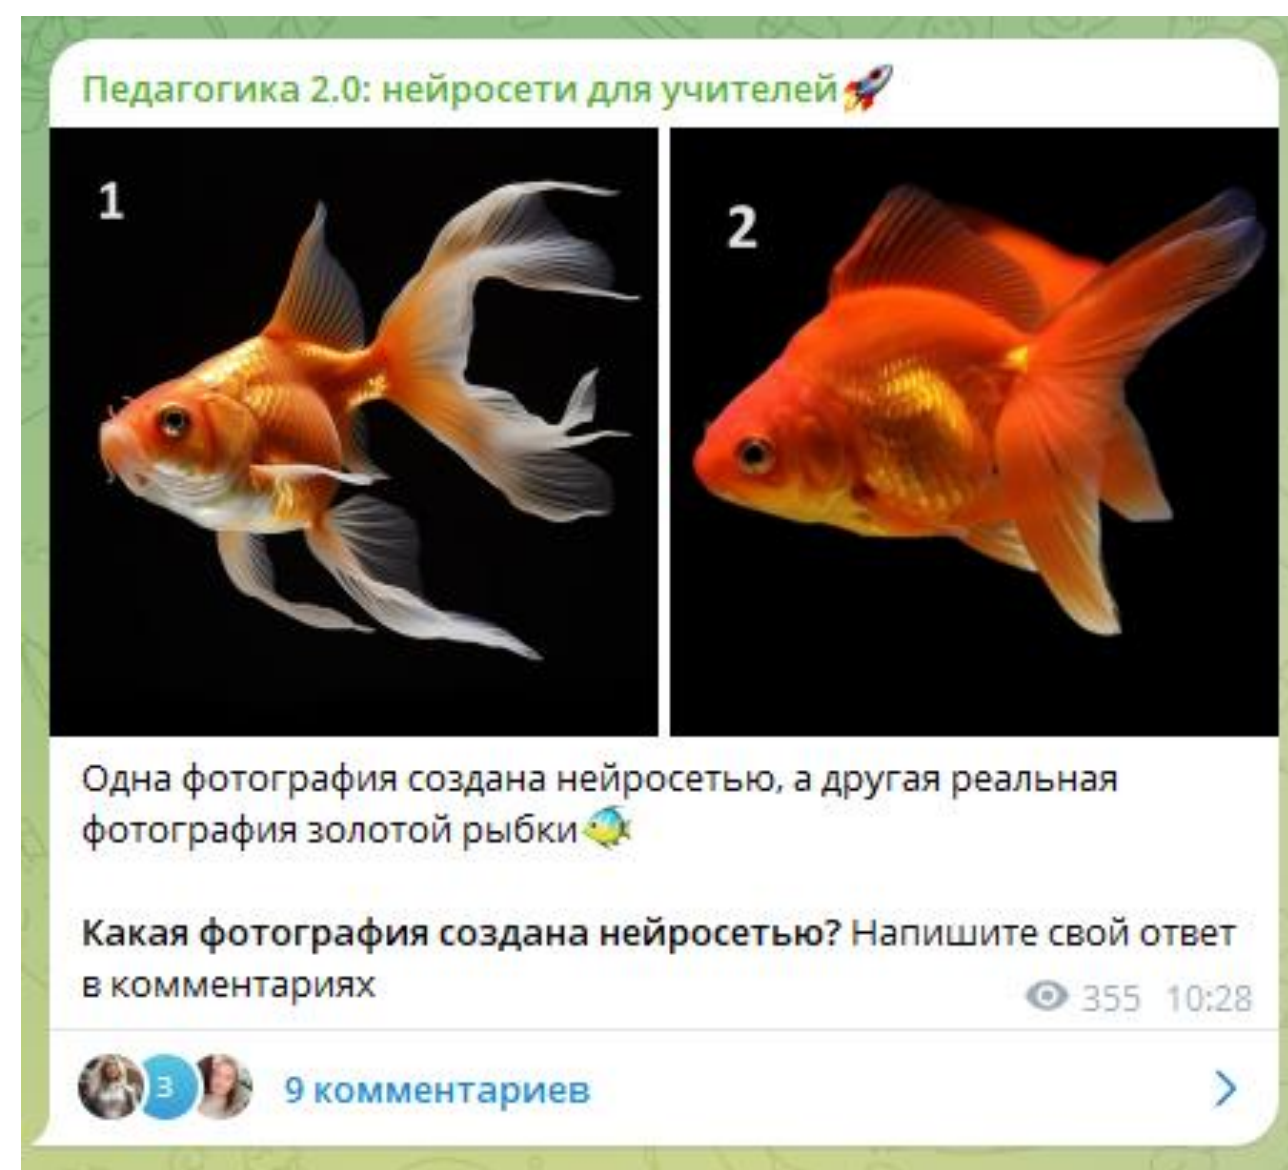 Педагогика 2.0: нейросети для учителей🚀
1
2
Одна фотография создана нейросетью, а другая реальная
фотография золотой рыбки🐠
Какая фотография создана нейросетью? Напишите свой ответ
в комментариях
355 10:28
З
9 комментариев